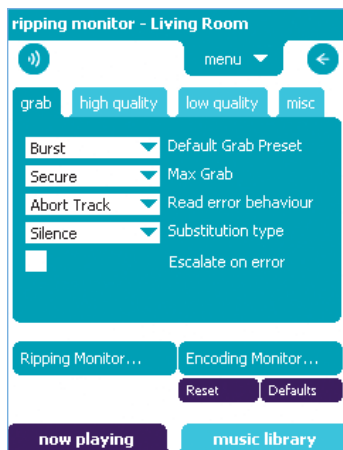 ripping monitor - Living Room
menu
grab high quality low quality misc
Burst Default Grab Preset
Secure Max Grab
Abort Track Read error behaviour
Silence Substitution type
Escalate on error
Ripping Monitor... Encoding Monitor...
Reset Defaults
now playing music library